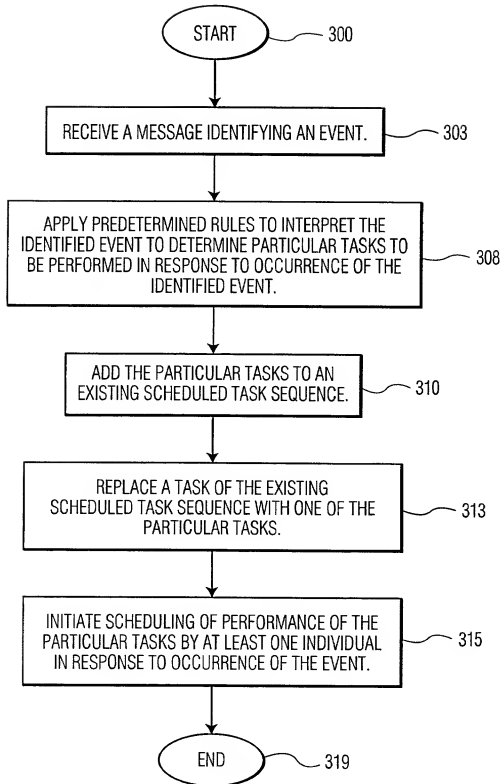 START
300
RECEIVE A MESSAGE IDENTIFYING AN EVENT.
303
APPLY PREDETERMINED RULES TO INTERPRET THE
IDENTIFIED EVENT TO DETERMINE PARTICULAR TASKS TO
BE PERFORMED IN RESPONSE TO OCCURRENCE OF THE
IDENTIFIED EVENT.
308
ADD THE PARTICULAR TASKS TO AN
EXISTING SCHEDULED TASK SEQUENCE.
310
REPLACE A TASK OF THE EXISTING
SCHEDULED TASK SEQUENCE WITH ONE OF THE
PARTICULAR TASKS.
313
INITIATE SCHEDULING OF PERFORMANCE OF THE
PARTICULAR TASKS BY AT LEAST ONE INDIVIDUAL
IN RESPONSE TO OCCURRENCE OF THE EVENT.
315
END
319